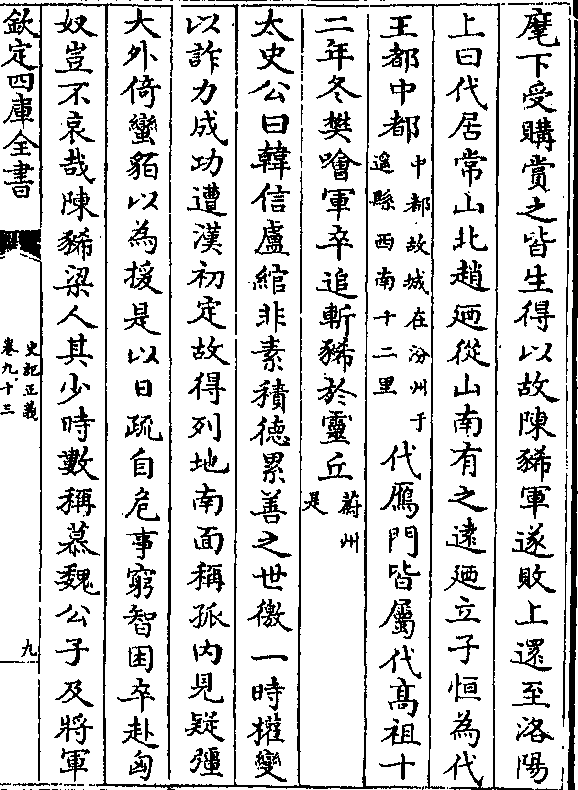 麾下受購賞之皆生得以故陳豨軍遂敗上還至洛陽
上曰代居常山北趙廼從山南有之逺廼立子恒為代
王都中都中都故城在汾州平遙縣西南十二里代鴈門皆屬代髙祖十
二年冬樊噲軍卒追斬豨於靈丘蔚州是
太史公曰韓信盧綰非素積徳累善之世徼一時權變
以詐力成功遭漢初定故得列地南面稱孤内見疑彊
大外倚蠻貊以為援是以日疏自危事窮智困卒赴匈
奴豈不哀哉陳豨梁人其少時數稱慕魏公子及將軍
欽定四庫全書
史記正義
卷九十三
九